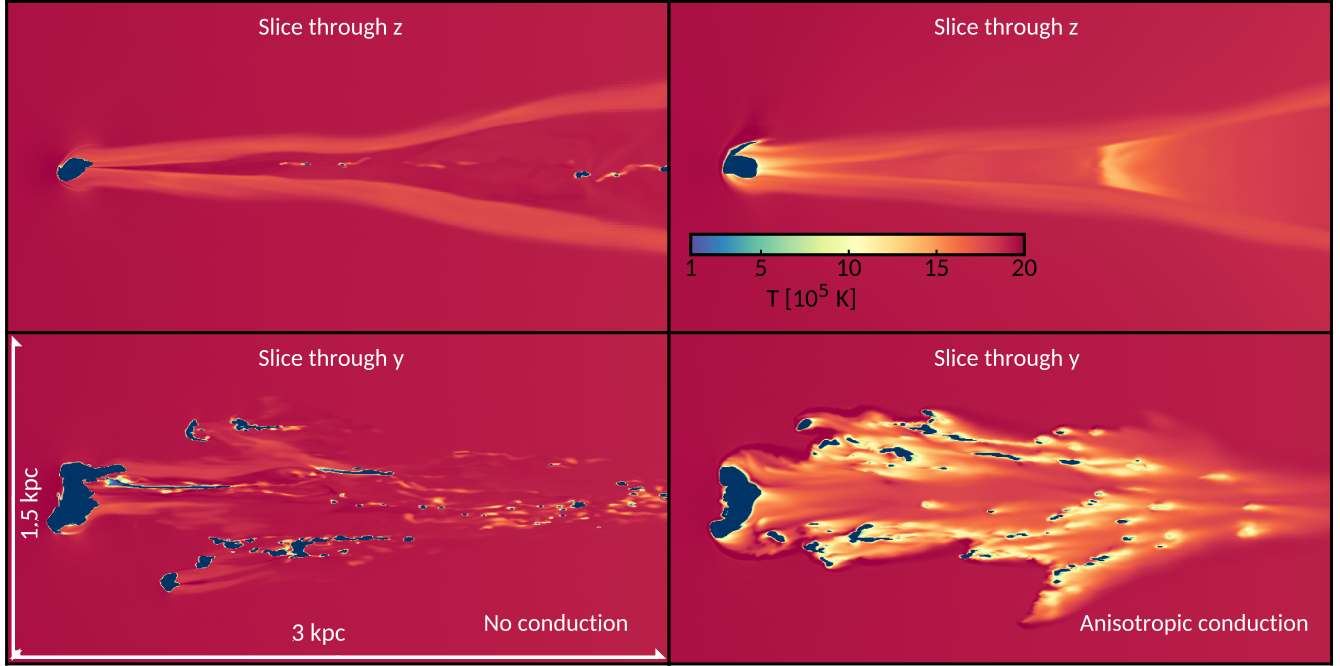 Slice through z
Slice through z
1 5 10 15 20
T [10⁵ K]
Slice through y
Slice through y
1.5 kpc
3 kpc
No conduction
Anisotropic conduction